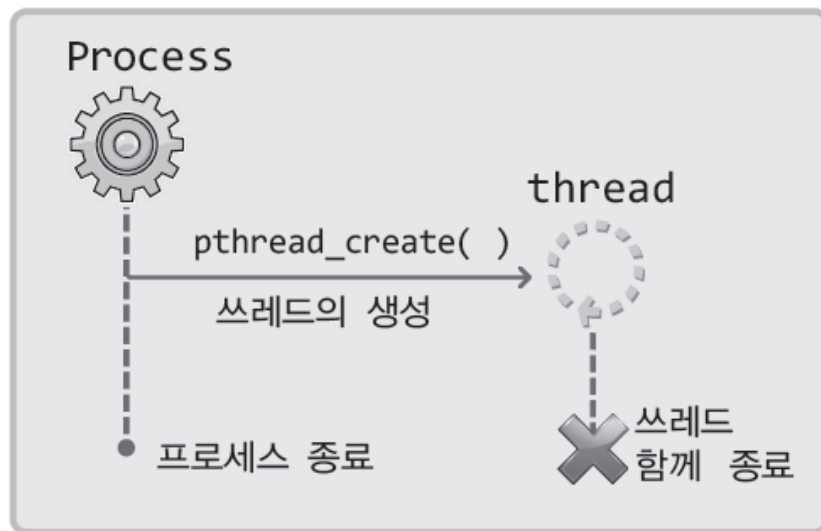 Process
thread
pthread_create( )
쓰레드의 생성
프로세스 종료
쓰레드
함께 종료